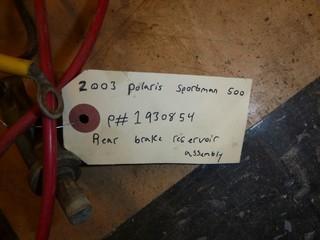 2003 polaris sportsman 500
p# 1930854
Rear brake reservoir
assembly